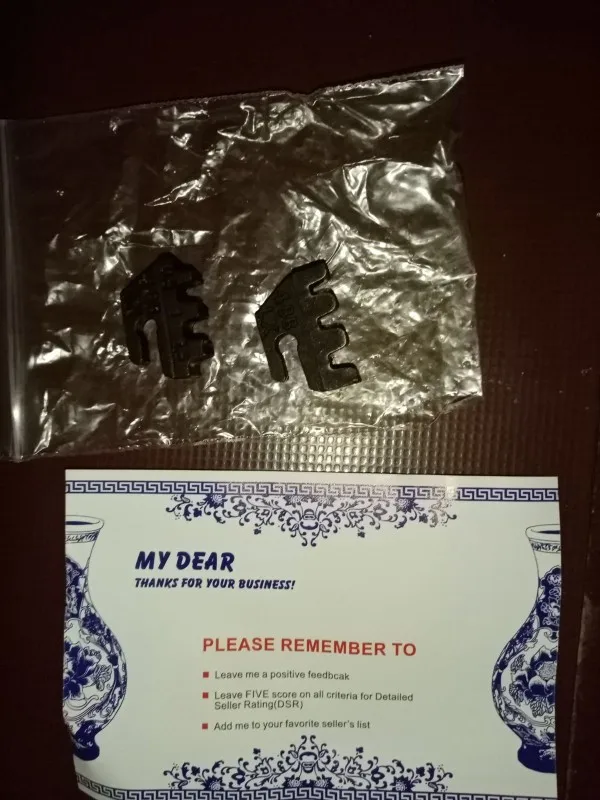 MY DEAR
THANKS FOR YOUR BUSINESS!
PLEASE REMEMBER TO
Leave me a positive feedbcak
Leave FIVE score on all criteria for Detailed
Seller Rating(DSR)
Add me to your favorite seller's list